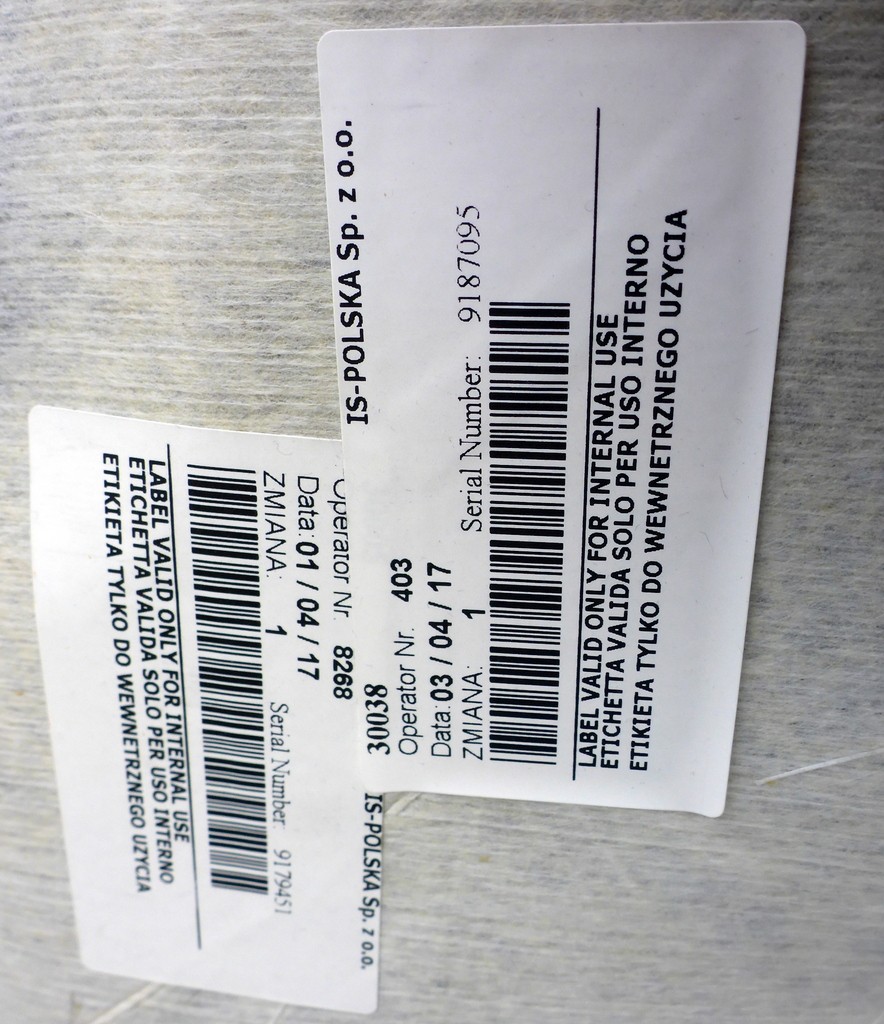 IS-POLSKA Sp. z o.o.
30038
Operator Nr. 403
Data: 03 / 04 / 17
ZMIANA: 1 Serial Number: 9187095
LABEL VALID ONLY FOR INTERNAL USE
ETICHETTA VALIDA SOLO PER USO INTERNO
ETIKIETA TYLKO DO WEWNETRZNEGO UZYCIA
IS-POLSKA Sp. z o.o.
Operator Nr. 8268
Data: 01 / 04 / 17
ZMIANA: 1 Serial Number: 9179451
LABEL VALID ONLY FOR INTERNAL USE
ETICHETTA VALIDA SOLO PER USO INTERNO
ETIKIETA TYLKO DO WEWNETRZNEGO UZYCIA